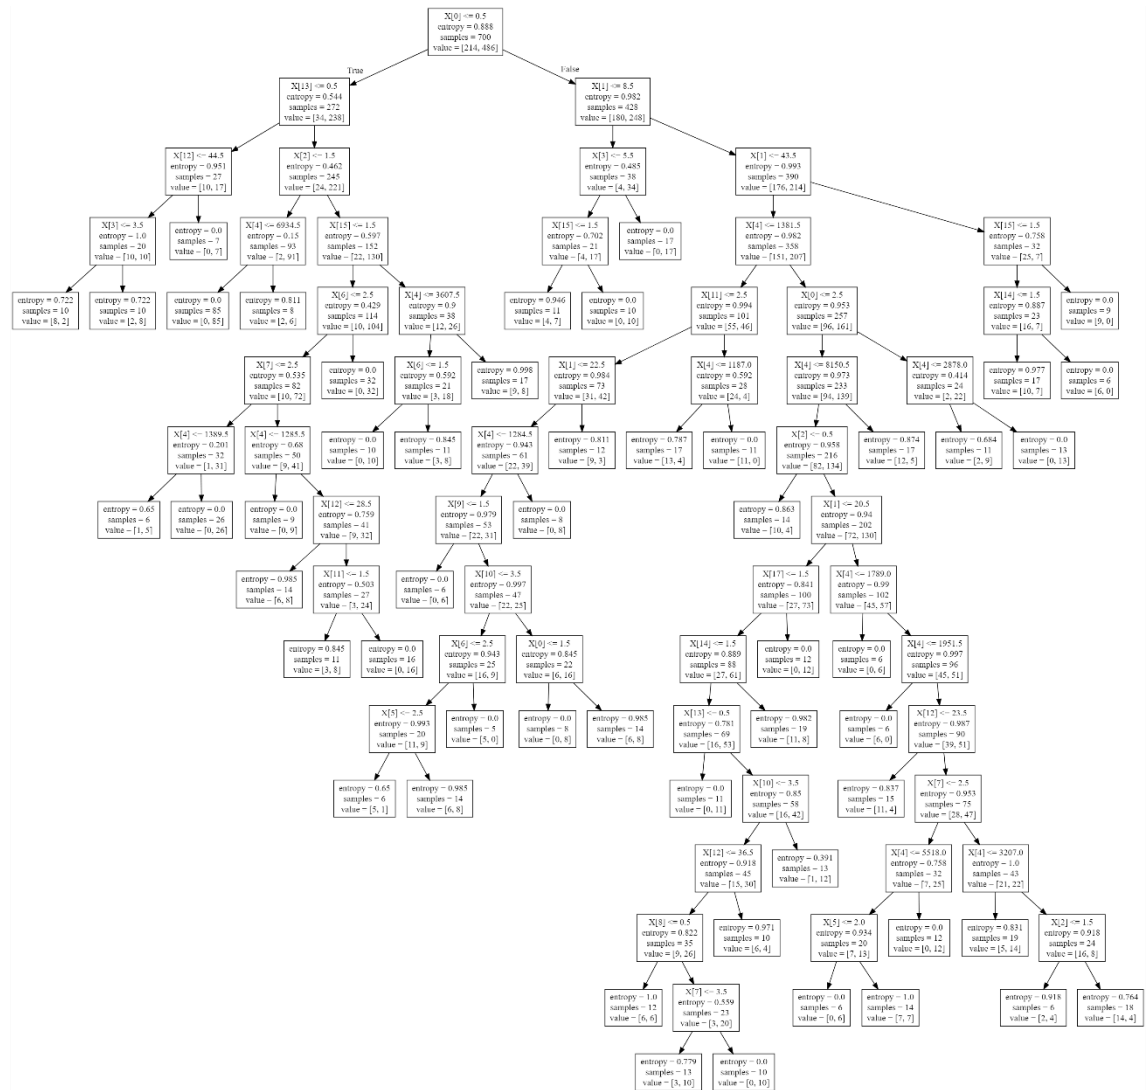 X[0] <= 0.5
entropy = 0.888
samples = 700
value = [214, 486]
True
False
X[13] <= 0.5
entropy = 0.544
samples = 272
value = [34, 238]
X[1] <= 8.5
entropy = 0.982
samples = 428
value = [180, 248]
X[12] <= 44.5
entropy = 0.951
samples = 27
value = [10, 17]
X[2] <= 1.5
entropy = 0.462
samples = 245
value = [24, 221]
X[3] <= 5.5
entropy = 0.485
samples = 38
value = [4, 34]
X[1] <= 43.5
entropy = 0.993
samples = 390
value = [176, 214]
X[3] <= 3.5
entropy = 1.0
samples = 20
value = [10, 10]
entropy = 0.0
samples = 7
value = [0, 7]
X[4] <= 6934.5
entropy = 0.15
samples = 93
value = [2, 91]
X[15] <= 1.5
entropy = 0.597
samples = 152
value = [22, 130]
X[15] <= 1.5
entropy = 0.702
samples = 21
value = [4, 17]
entropy = 0.0
samples = 17
value = [0, 17]
X[4] <= 1381.5
entropy = 0.982
samples = 358
value = [151, 207]
X[15] <= 1.5
entropy = 0.758
samples = 32
value = [25, 7]
entropy = 0.722
samples = 10
value = [8, 2]
entropy = 0.722
samples = 10
value = [2, 8]
entropy = 0.0
samples = 85
value = [0, 85]
entropy = 0.811
samples = 8
value = [2, 6]
X[6] <= 2.5
entropy = 0.429
samples = 114
value = [10, 104]
X[4] <= 3607.5
entropy = 0.9
samples = 38
value = [12, 26]
entropy = 0.946
samples = 11
value = [4, 7]
entropy = 0.0
samples = 10
value = [0, 10]
X[11] <= 2.5
entropy = 0.994
samples = 101
value = [55, 46]
X[0] <= 2.5
entropy = 0.953
samples = 257
value = [96, 161]
X[14] <= 1.5
entropy = 0.887
samples = 23
value = [16, 7]
entropy = 0.0
samples = 9
value = [9, 0]
X[7] <= 2.5
entropy = 0.535
samples = 82
value = [10, 72]
entropy = 0.0
samples = 32
value = [0, 32]
X[6] <= 1.5
entropy = 0.592
samples = 21
value = [3, 18]
entropy = 0.998
samples = 17
value = [9, 8]
X[1] <= 22.5
entropy = 0.984
samples = 73
value = [31, 42]
X[4] <= 1187.0
entropy = 0.592
samples = 28
value = [24, 4]
X[4] <= 8150.5
entropy = 0.973
samples = 233
value = [94, 139]
X[4] <= 2878.0
entropy = 0.414
samples = 24
value = [2, 22]
entropy = 0.977
samples = 17
value = [10, 7]
entropy = 0.0
samples = 6
value = [6, 0]
X[4] <= 1389.5
entropy = 0.201
samples = 32
value = [1, 31]
X[4] <= 1285.5
entropy = 0.68
samples = 50
value = [9, 41]
entropy = 0.0
samples = 10
value = [0, 10]
entropy = 0.845
samples = 11
value = [3, 8]
X[4] <= 1284.5
entropy = 0.943
samples = 61
value = [22, 39]
entropy = 0.811
samples = 12
value = [9, 3]
entropy = 0.787
samples = 17
value = [13, 4]
entropy = 0.0
samples = 11
value = [11, 0]
X[2] <= 0.5
entropy = 0.958
samples = 216
value = [82, 134]
entropy = 0.874
samples = 17
value = [12, 5]
entropy = 0.684
samples = 11
value = [2, 9]
entropy = 0.0
samples = 13
value = [0, 13]
entropy = 0.65
samples = 6
value = [1, 5]
entropy = 0.0
samples = 26
value = [0, 26]
entropy = 0.0
samples = 9
value = [0, 9]
X[12] <= 28.5
entropy = 0.759
samples = 41
value = [9, 32]
X[9] <= 1.5
entropy = 0.979
samples = 53
value = [22, 31]
entropy = 0.0
samples = 8
value = [0, 8]
entropy = 0.863
samples = 14
value = [10, 4]
X[1] <= 20.5
entropy = 0.94
samples = 202
value = [72, 130]
entropy = 0.985
samples = 14
value = [6, 8]
X[11] <= 1.5
entropy = 0.503
samples = 27
value = [3, 24]
entropy = 0.0
samples = 6
value = [0, 6]
X[10] <= 3.5
entropy = 0.997
samples = 47
value = [22, 25]
X[17] <= 1.5
entropy = 0.841
samples = 100
value = [27, 73]
X[4] <= 1789.0
entropy = 0.99
samples = 102
value = [45, 57]
entropy = 0.845
samples = 11
value = [3, 8]
entropy = 0.0
samples = 16
value = [0, 16]
X[6] <= 2.5
entropy = 0.943
samples = 25
value = [16, 9]
X[0] <= 1.5
entropy = 0.845
samples = 22
value = [6, 16]
X[14] <= 1.5
entropy = 0.889
samples = 88
value = [27, 61]
entropy = 0.0
samples = 12
value = [0, 12]
entropy = 0.0
samples = 6
value = [0, 6]
X[4] <= 1951.5
entropy = 0.997
samples = 96
value = [45, 51]
X[5] <= 2.5
entropy = 0.993
samples = 20
value = [11, 9]
entropy = 0.0
samples = 5
value = [5, 0]
entropy = 0.0
samples = 8
value = [0, 8]
entropy = 0.985
samples = 14
value = [6, 8]
X[13] <= 0.5
entropy = 0.781
samples = 69
value = [16, 53]
entropy = 0.982
samples = 19
value = [11, 8]
entropy = 0.0
samples = 6
value = [6, 0]
X[12] <= 23.5
entropy = 0.987
samples = 90
value = [39, 51]
entropy = 0.65
samples = 6
value = [5, 1]
entropy = 0.985
samples = 14
value = [6, 8]
entropy = 0.0
samples = 11
value = [0, 11]
X[10] <= 3.5
entropy = 0.85
samples = 58
value = [16, 42]
entropy = 0.837
samples = 15
value = [11, 4]
X[7] <= 2.5
entropy = 0.953
samples = 75
value = [28, 47]
X[12] <= 36.5
entropy = 0.918
samples = 45
value = [15, 30]
entropy = 0.391
samples = 13
value = [1, 12]
X[4] <= 5518.0
entropy = 0.758
samples = 32
value = [7, 25]
X[4] <= 3207.0
entropy = 1.0
samples = 43
value = [21, 22]
X[8] <= 0.5
entropy = 0.822
samples = 35
value = [9, 26]
entropy = 0.971
samples = 10
value = [6, 4]
X[5] <= 2.0
entropy = 0.934
samples = 20
value = [7, 13]
entropy = 0.0
samples = 12
value = [0, 12]
entropy = 0.831
samples = 19
value = [5, 14]
X[2] <= 1.5
entropy = 0.918
samples = 24
value = [16, 8]
entropy = 1.0
samples = 12
value = [6, 6]
X[7] <= 3.5
entropy = 0.559
samples = 23
value = [3, 20]
entropy = 0.0
samples = 6
value = [0, 6]
entropy = 1.0
samples = 14
value = [7, 7]
entropy = 0.918
samples = 6
value = [2, 4]
entropy = 0.764
samples = 18
value = [14, 4]
entropy = 0.779
samples = 13
value = [3, 10]
entropy = 0.0
samples = 10
value = [0, 10]